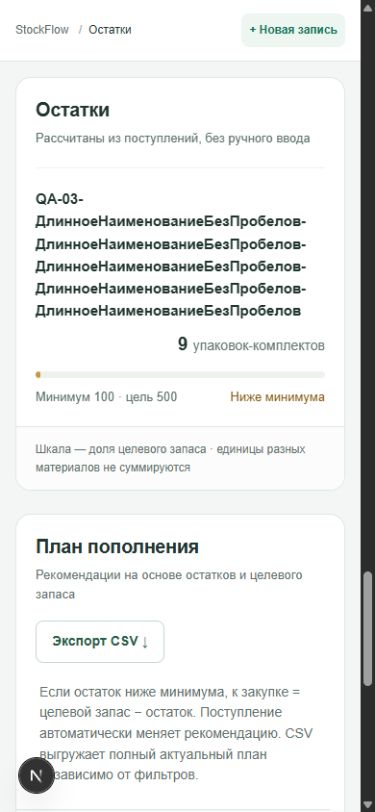 StockFlow / Остатки
+ Новая запись
Остатки
Рассчитаны из поступлений, без ручного ввода
QA-03-
ДлинноеНаименованиеБезПробелов-
ДлинноеНаименованиеБезПробелов-
ДлинноеНаименованиеБезПробелов-
ДлинноеНаименованиеБезПробелов-
ДлинноеНаименованиеБезПробелов
9 упаковок-комплектов
Минимум 100 · цель 500
Ниже минимума
Шкала — доля целевого запаса · единицы разных
материалов не суммируются
План пополнения
Рекомендации на основе остатков и целевого
запаса
Экспорт CSV ↓
Если остаток ниже минимума, к закупке =
целевой запас − остаток. Поступление
автоматически меняет рекомендацию. CSV
выгружает полный актуальный план
от фильтров.
N